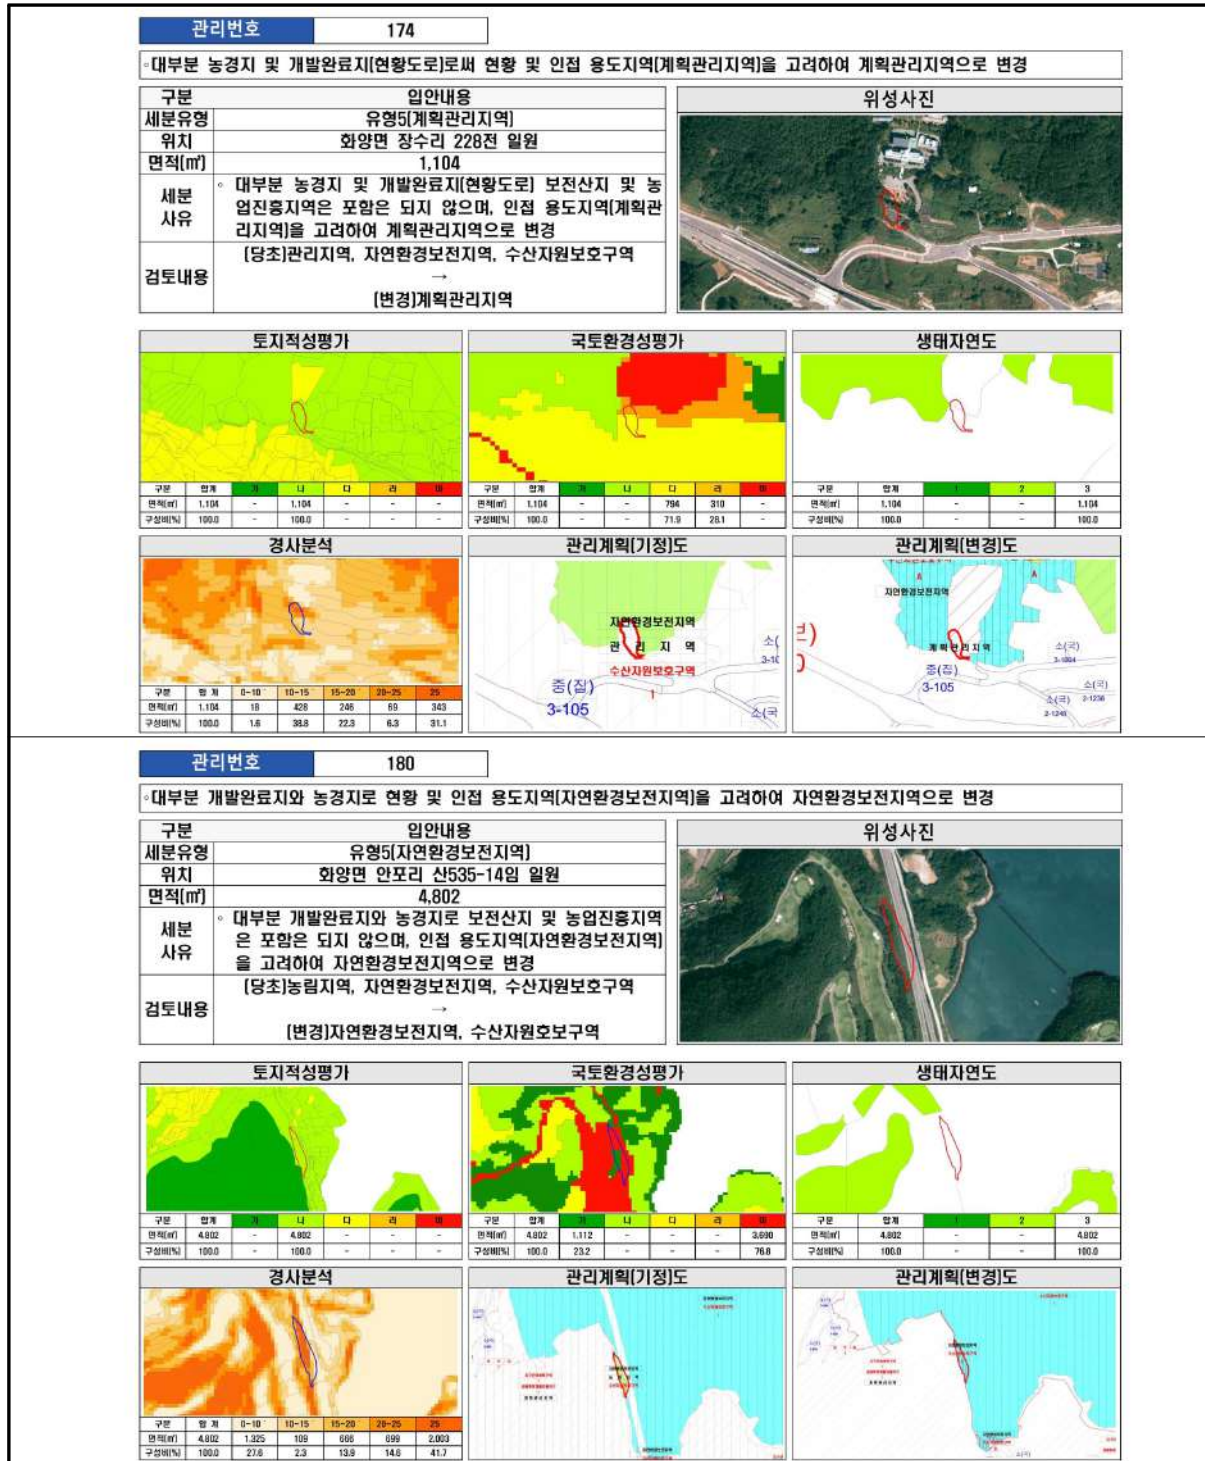 관리번호 174
◦대부분 농경지 및 개발완료지(현황도로)로써 현황 및 인접 용도지역(계획관리지역)을 고려하여 계획관리지역으로 변경
구분 입안내용
세분유형 유형5(계획관리지역)
위치 화양면 장수리 228전 일원
면적(㎡) 1,104
세분 사유
◦ 대부분 농경지 및 개발완료지(현황도로) 보전산지 및 농
업진흥지역은 포함은 되지 않으며, 인접 용도지역(계획관
리지역)을 고려하여 계획관리지역으로 변경
검토내용
(당초)관리지역, 자연환경보전지역, 수산자원보호구역
→
(변경)계획관리지역
위성사진
토지적성평가
구분 합계 가 나 다 라 마
면적(㎡) 1,104 - 1,104 - - -
구성비(%) 100.0 - 100.0 - - -
국토환경성평가
구분 합계 가 나 다 라 마
면적(㎡) 1,104 - - 794 310 -
구성비(%) 100.0 - - 71.9 28.1 -
생태자연도
구분 합계 1 2 3
면적(㎡) 1,104 - - 1,104
구성비(%) 100.0 - - 100.0
경사분석
구분 합 계 0-10˚ 10-15˚ 15-20˚ 20-25 25
면적(㎡) 1,104 18 428 246 69 343
구성비(%) 100.0 1.6 38.8 22.3 6.3 31.1
관리계획(기정)도
자연환경보전지역
관 리 지 역
수산자원보호구역
1
중(집)
3-105
소(
3-10
소(국
관리계획(변경)도
자연환경보전지역
계획관리지역
중(집)
3-105
소(국)
3-1004
소(국)
2-1236
소(국)
2-1248
관리번호 180
◦대부분 개발완료지와 농경지로 현황 및 인접 용도지역(자연환경보전지역)을 고려하여 자연환경보전지역으로 변경
구분 입안내용
세분유형 유형5(자연환경보전지역)
위치 화양면 안포리 산535-14임 일원
면적(㎡) 4,802
세분 사유
◦ 대부분 개발완료지와 농경지로 보전산지 및 농업진흥지역
은 포함은 되지 않으며, 인접 용도지역(자연환경보전지역)
을 고려하여 자연환경보전지역으로 변경
검토내용
(당초)농림지역, 자연환경보전지역, 수산자원보호구역
→
(변경)자연환경보전지역, 수산자원호보구역
위성사진
토지적성평가
구분 합계 가 나 다 라 마
면적(㎡) 4,802 - 4,802 - - -
구성비(%) 100.0 - 100.0 - - -
국토환경성평가
구분 합계 가 나 다 라 마
면적(㎡) 4,802 1,112 - - - 3,690
구성비(%) 100.0 23.2 - - - 76.8
생태자연도
구분 합계 1 2 3
면적(㎡) 4,802 - - 4,802
구성비(%) 100.0 - - 100.0
경사분석
구분 합 계 0-10˚ 10-15˚ 15-20˚ 20-25 25
면적(㎡) 4,802 1,325 109 666 699 2,003
구성비(%) 100.0 27.6 2.3 13.9 14.6 41.7
관리계획(기정)도
관리계획(변경)도